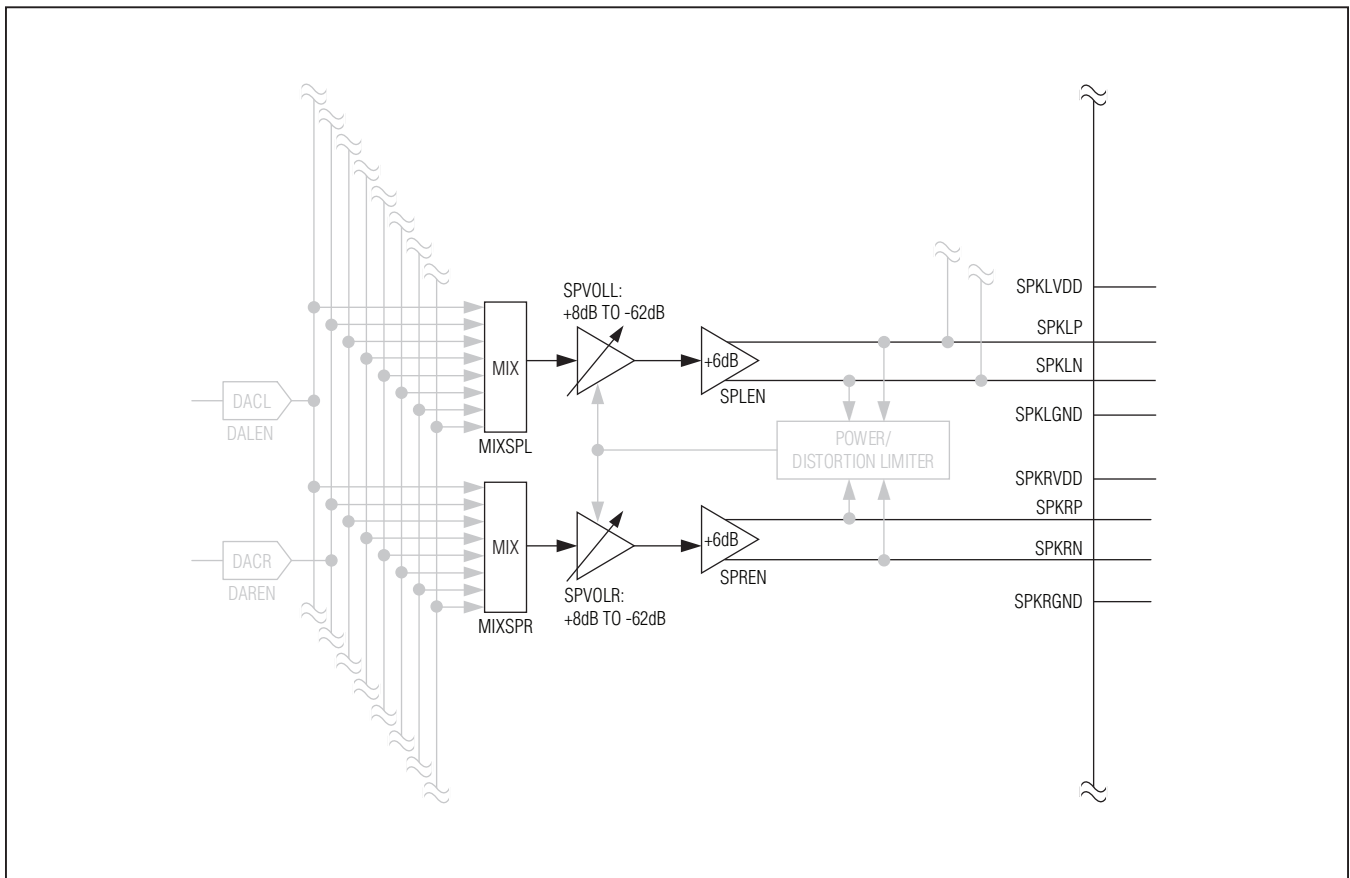 SPVOLL:
+8dB TO -62dB
SPKLVDD
SPKLP
MIX
+6dB
SPKLN
SPLEN
DACL
DALEN
SPKLGND
MIXSPL
POWER/
DISTORTION LIMITER
SPKRVDD
SPKRP
MIX
+6dB
SPKRN
DACR
DAREN
SPREN
SPVOLR:
+8dB TO -62dB
SPKRGND
MIXSPR